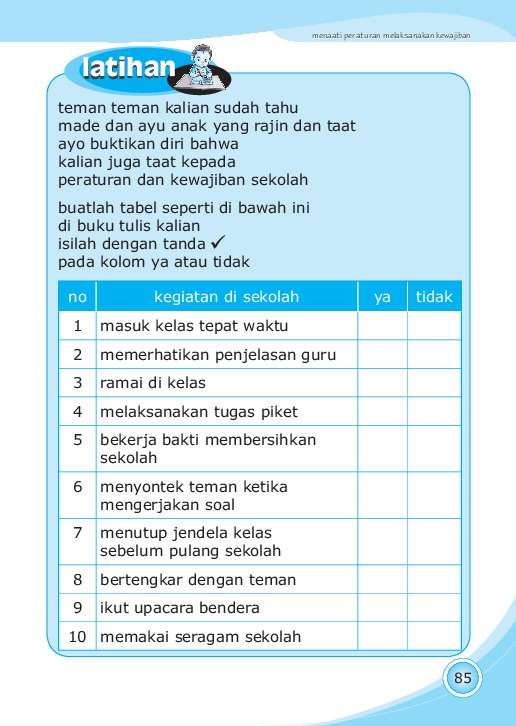 menaati peraturan melaksanakan kewajiban
latihan
teman teman kalian sudah tahu
made dan ayu anak yang rajin dan taat
ayo buktikan diri bahwa
kalian juga taat kepada
peraturan dan kewajiban sekolah
buatlah tabel seperti di bawah ini
di buku tulis kalian
isilah dengan tanda ✓
pada kolom ya atau tidak
no kegiatan di sekolah ya tidak
1 masuk kelas tepat waktu
2 memerhatikan penjelasan guru
3 ramai di kelas
4 melaksanakan tugas piket
5 bekerja bakti membersihkan
sekolah
6 menyontek teman ketika
mengerjakan soal
7 menutup jendela kelas
sebelum pulang sekolah
8 bertengkar dengan teman
9 ikut upacara bendera
10 memakai seragam sekolah
85